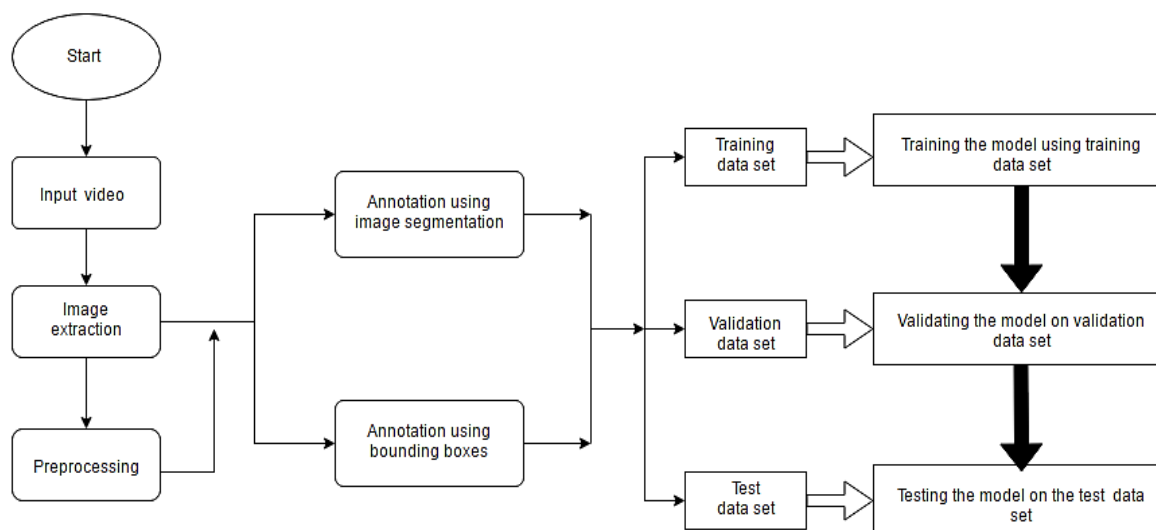 Start
Input video
Image
extraction
Preprocessing
Annotation using
image segmentation
Annotation using
bounding boxes
Training
data set
Validation
data set
Test
data set
Training the model using training
data set
Validating the model on validation
data set
Testing the model on the test data
set